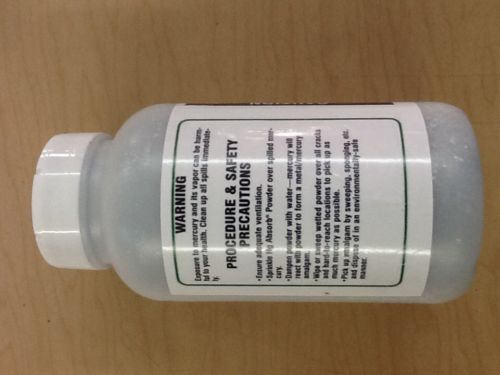 WARNING
Exposure to mercury and its vapor can be harm-
ful to your health. Clean up all spills immediate-
ly.
PROCEDURE & SAFETY
PRECAUTIONS
•Ensure adequate ventilation.
•Sprinkle Hg Absorb® Powder over spilled mer-
cury.
•Dampen powder with water—mercury will
react with powder to form a metal/mercury
amalgam.
•Wipe or sweep wetted powder over all cracks
and hard-to-reach locations to pick up as
much mercury as possible.
•Pick up amalgam by sweeping, sponging, etc.
and dispose of in an environmentally-safe
manner.